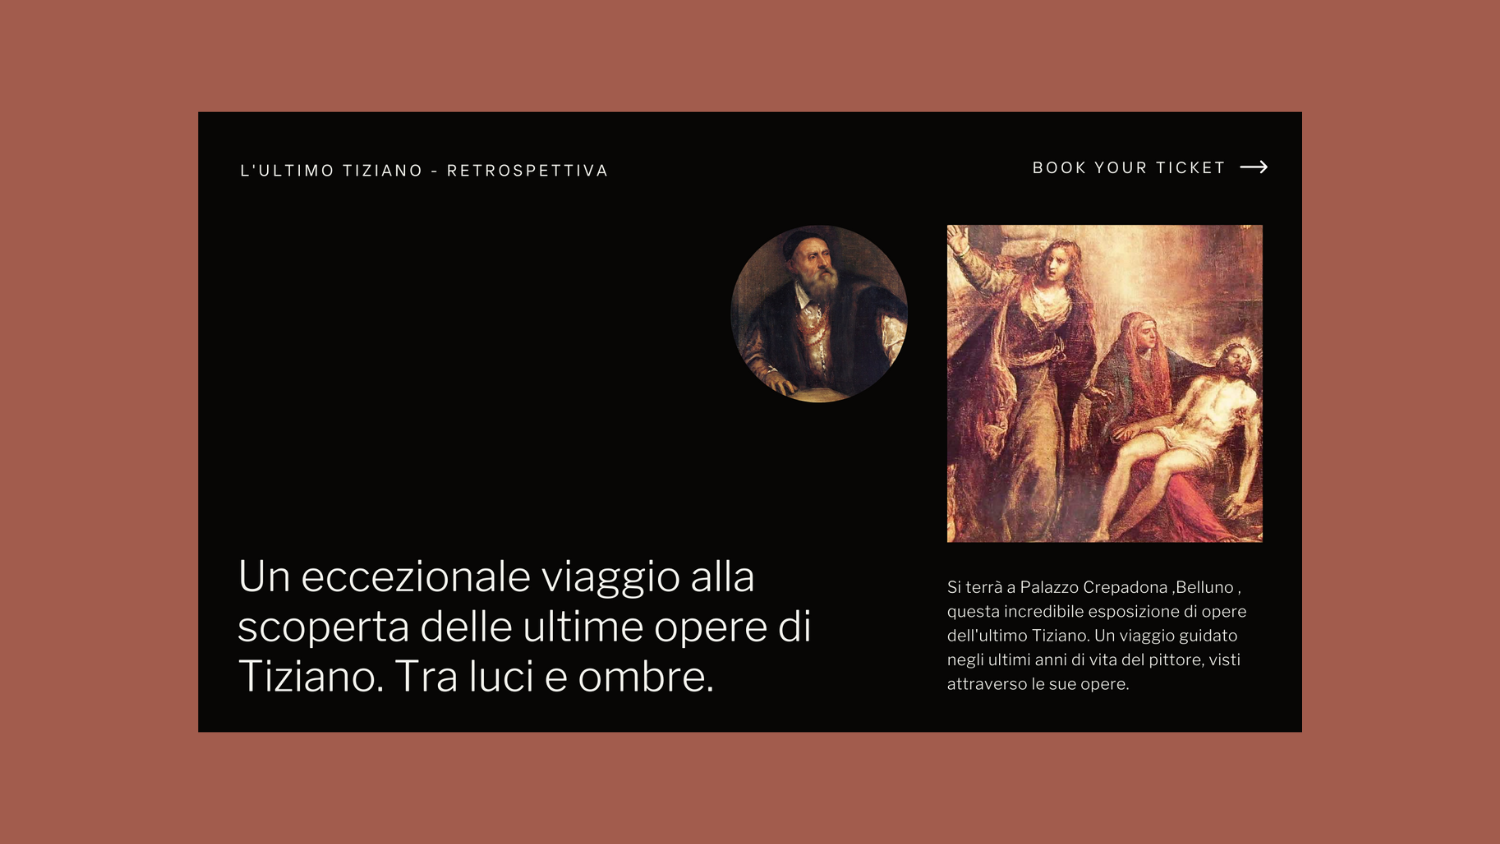 L'ULTIMO TIZIANO - RETROSPETTIVA
BOOK YOUR TICKET
Un eccezionale viaggio alla
scoperta delle ultime opere di
Tiziano. Tra luci e ombre.
Si terrà a Palazzo Crepadona ,Belluno ,
questa incredibile esposizione di opere
dell'ultimo Tiziano. Un viaggio guidato
negli ultimi anni di vita del pittore, visti
attraverso le sue opere.